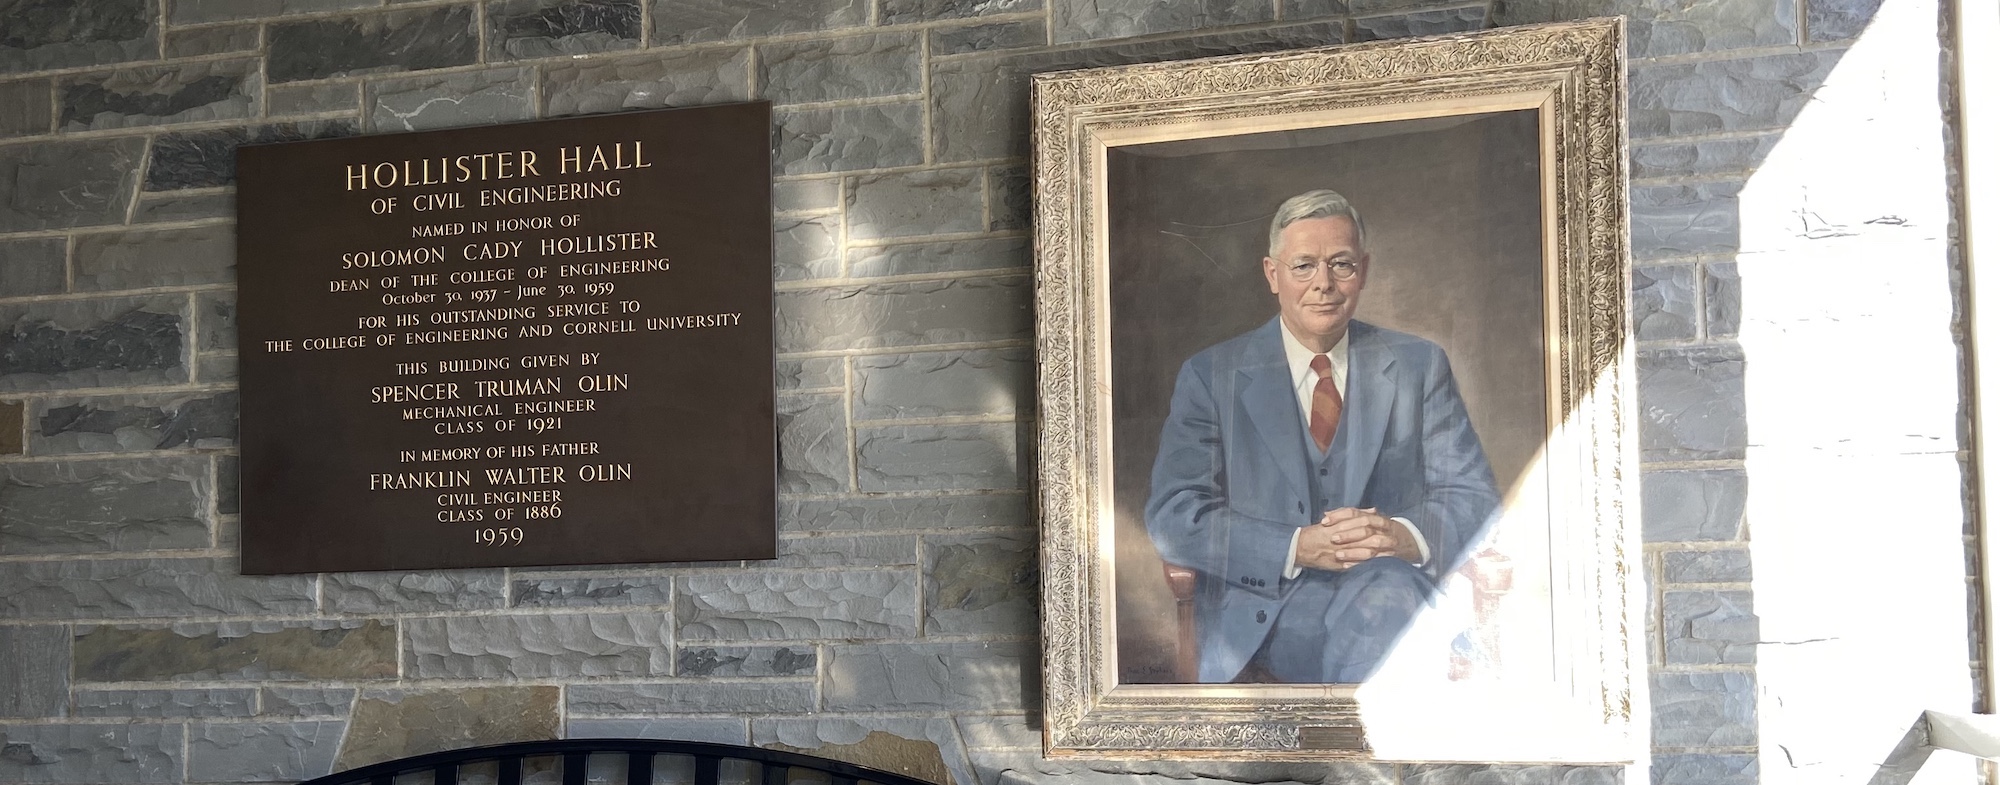 HOLLISTER HALL
OF CIVIL ENGINEERING
NAMED IN HONOR OF
SOLOMON CADY HOLLISTER
DEAN OF THE COLLEGE OF ENGINEERING
October 30, 1937 – June 30, 1959
FOR HIS OUTSTANDING SERVICE TO
THE COLLEGE OF ENGINEERING AND CORNELL UNIVERSITY
THIS BUILDING GIVEN BY
SPENCER TRUMAN OLIN
MECHANICAL ENGINEER
CLASS OF 1921
IN MEMORY OF HIS FATHER
FRANKLIN WALTER OLIN
CIVIL ENGINEER
CLASS OF 1886
1959